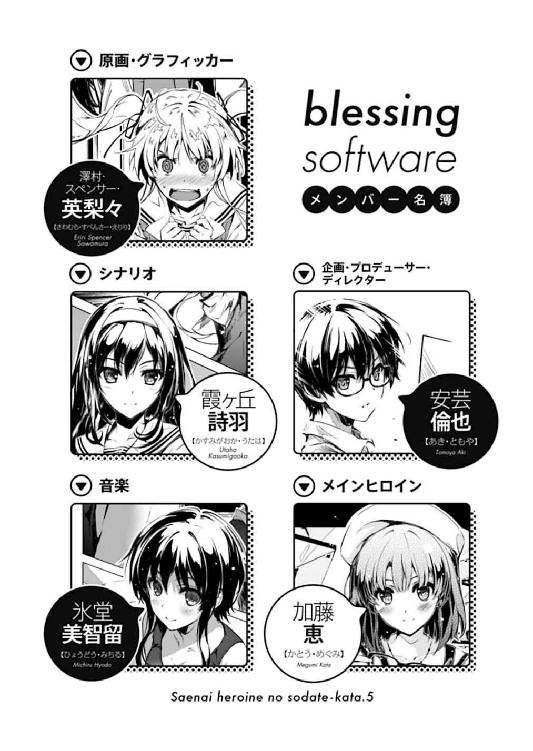 原画・グラフィッカー
blessing
software
メンバー名簿
澤村・
スペンサー・
英梨々
【さわむら・すぺんさー・えりり】
Eriri Spencer
Sawamura
シナリオ
霞ヶ丘
詩羽
【かすみがおか・うたは】
Utaha
Kasumigaoka
企画・プロデューサー・
ディレクター
安芸
倫也
【あき・ともや】
Tomoya Aki
音楽
氷堂
美智留
【ひょうどう・みちる】
Michiru Hyodo
メインヒロイン
加藤
恵
【かとう・めぐみ】
Megumi Kato
Saenai heroine no sodate-kata.5